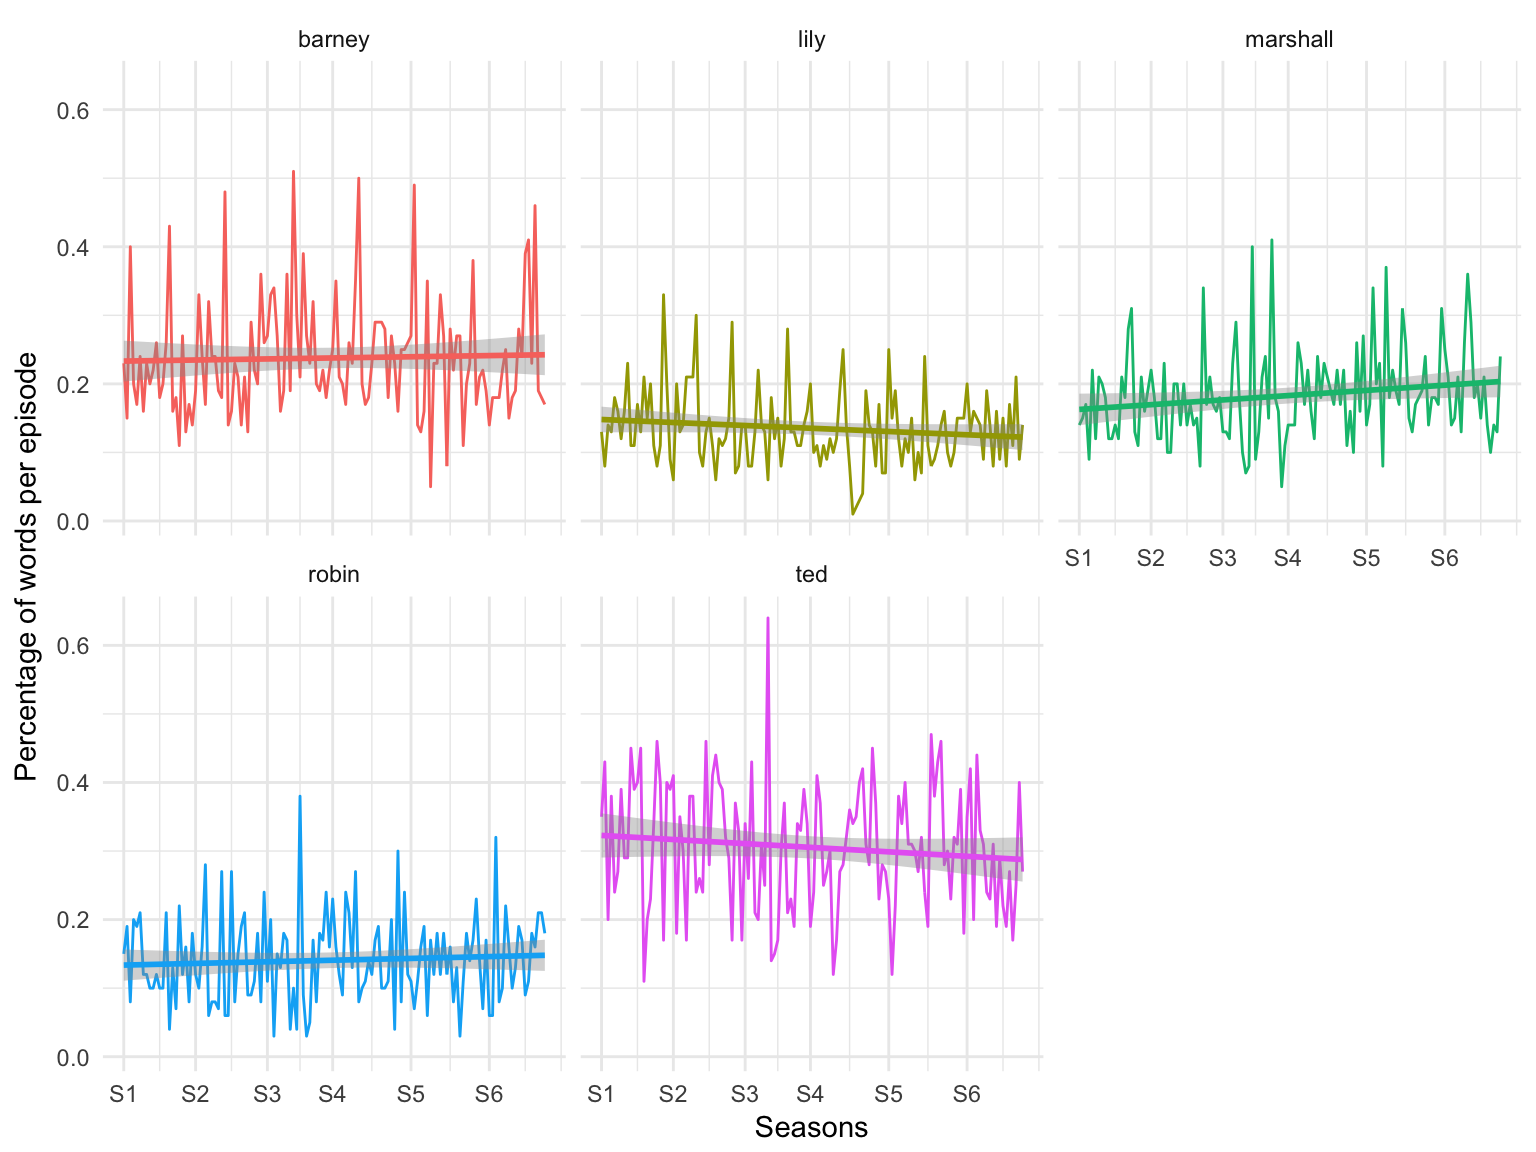 barney
lily
marshall
0.6
0.4
0.2
0.0
S1 S2 S3 S4 S5 S6
robin
ted
0.6
0.4
0.2
0.0
S1 S2 S3 S4 S5 S6
S1 S2 S3 S4 S5 S6
Seasons
Percentage of words per episode